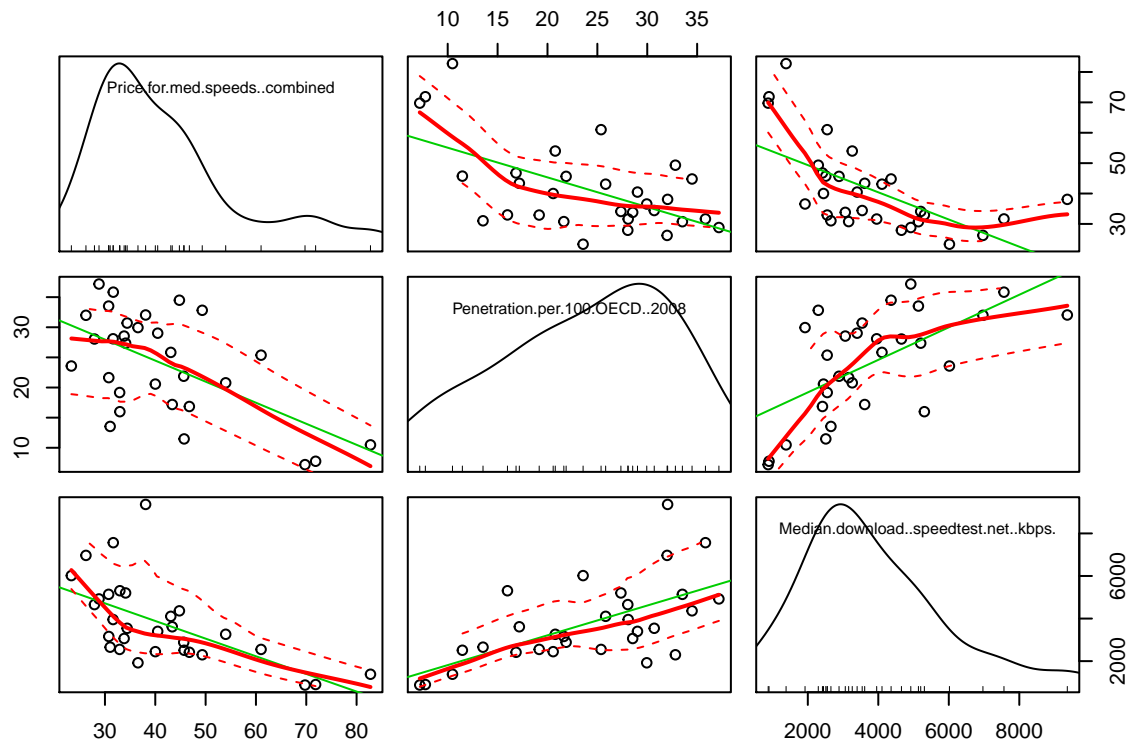 10 15 20 25 30 35
Price.for.med.speeds..combined
30 50 70
Penetration.per.100.OECD..2008
10 20 30
Median.download..speedtest.net..kbps.
2000 6000
30 40 50 60 70 80
2000 4000 6000 8000